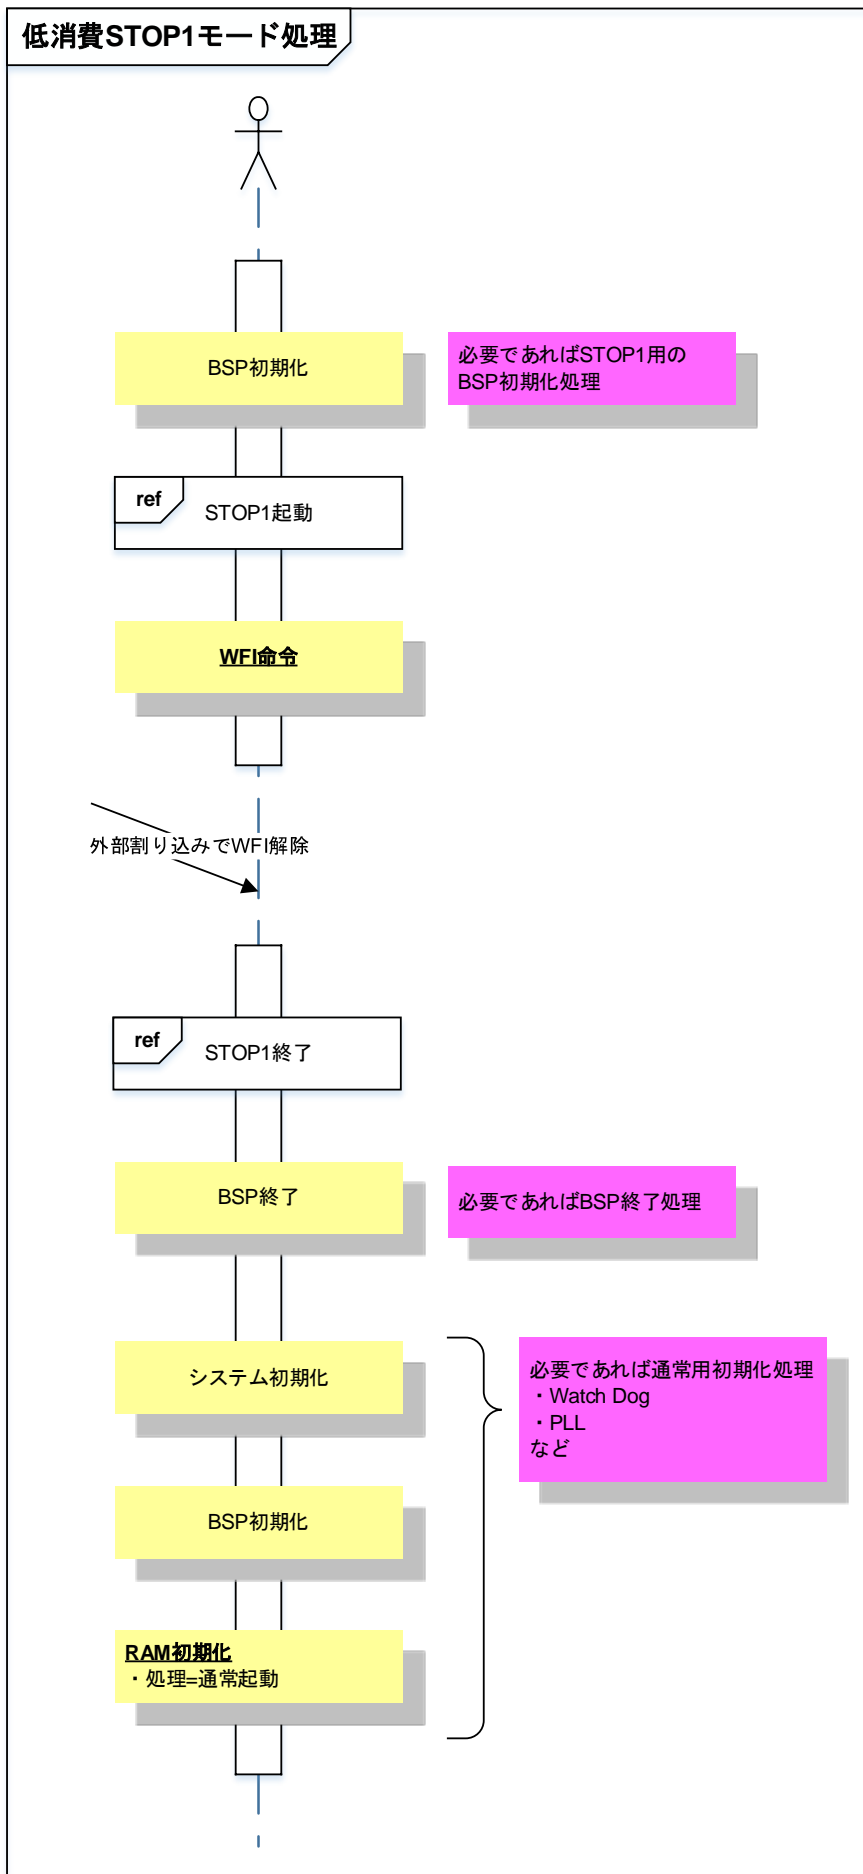 低消費STOP1モード処理
BSP初期化
必要であればSTOP1用の
BSP初期化処理
ref
STOP1起動
WFI命令
外部割り込みでWFI解除
ref
STOP1終了
BSP終了
必要であればBSP終了処理
システム初期化
必要であれば通常用初期化処理
・Watch Dog
・PLL
など
BSP初期化
RAM初期化
・処理=通常起動